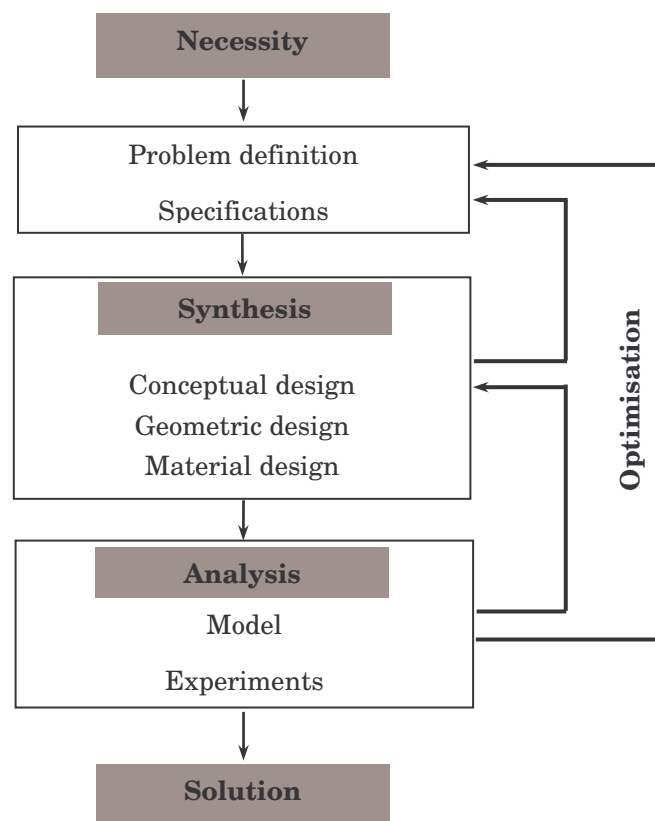 Necessity
Problem definition
Specifications
Synthesis
Conceptual design
Geometric design
Material design
Analysis
Model
Experiments
Solution
Optimisation